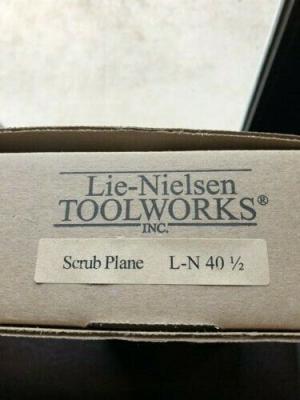 Lie-Nielsen
TOOLWORKS®
INC.
Scrub Plane L-N 40 ½